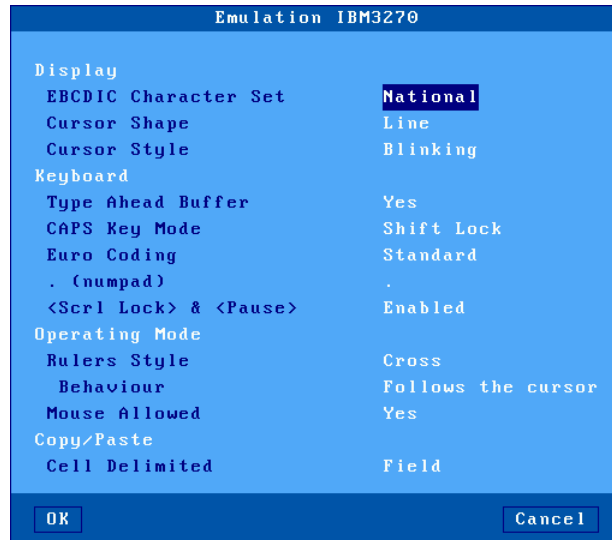 Emulation IBM3270
Display
EBCDIC Character Set National
Cursor Shape Line
Cursor Style Blinking
Keyboard
Type Ahead Buffer Yes
CAPS Key Mode Shift Lock
Euro Coding Standard
. (numpad) .
<Scrl Lock> & <Pause> Enabled
Operating Mode
Rulers Style Cross
Behaviour Follows the cursor
Mouse Allowed Yes
Copy/Paste
Cell Delimited Field
OK Cancel